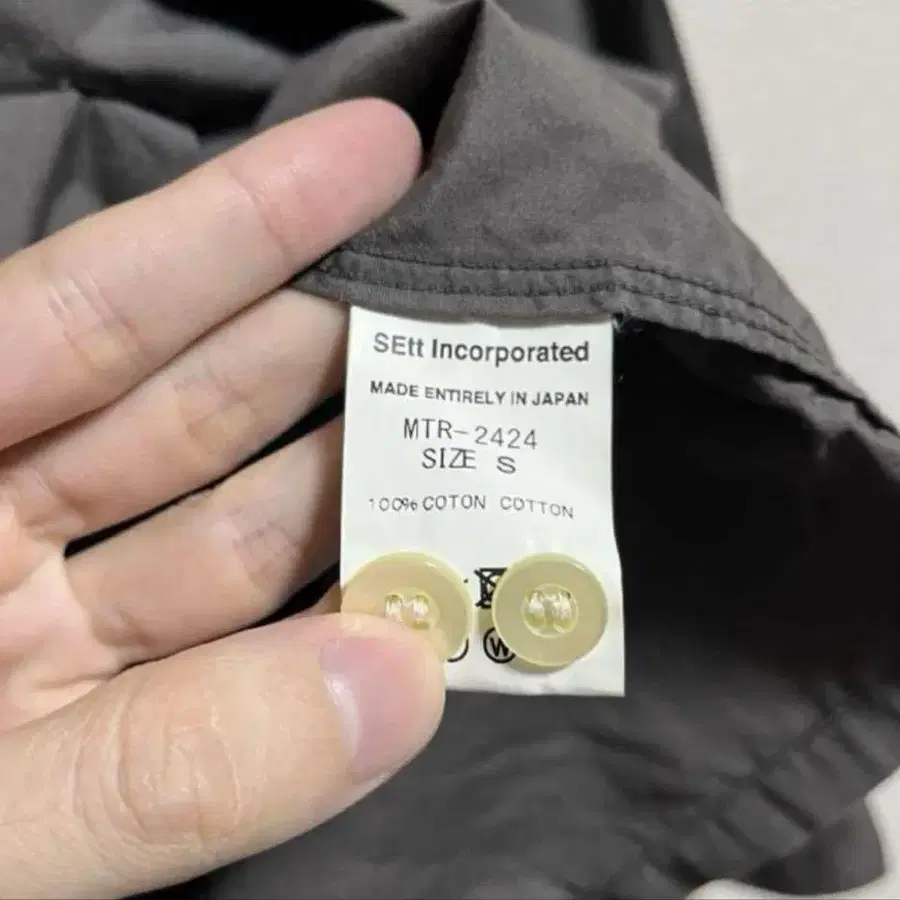 SEtt Incorporated
MADE ENTIRELY IN JAPAN
MTR-2424
SIZE S
100% COTON COTTON
W